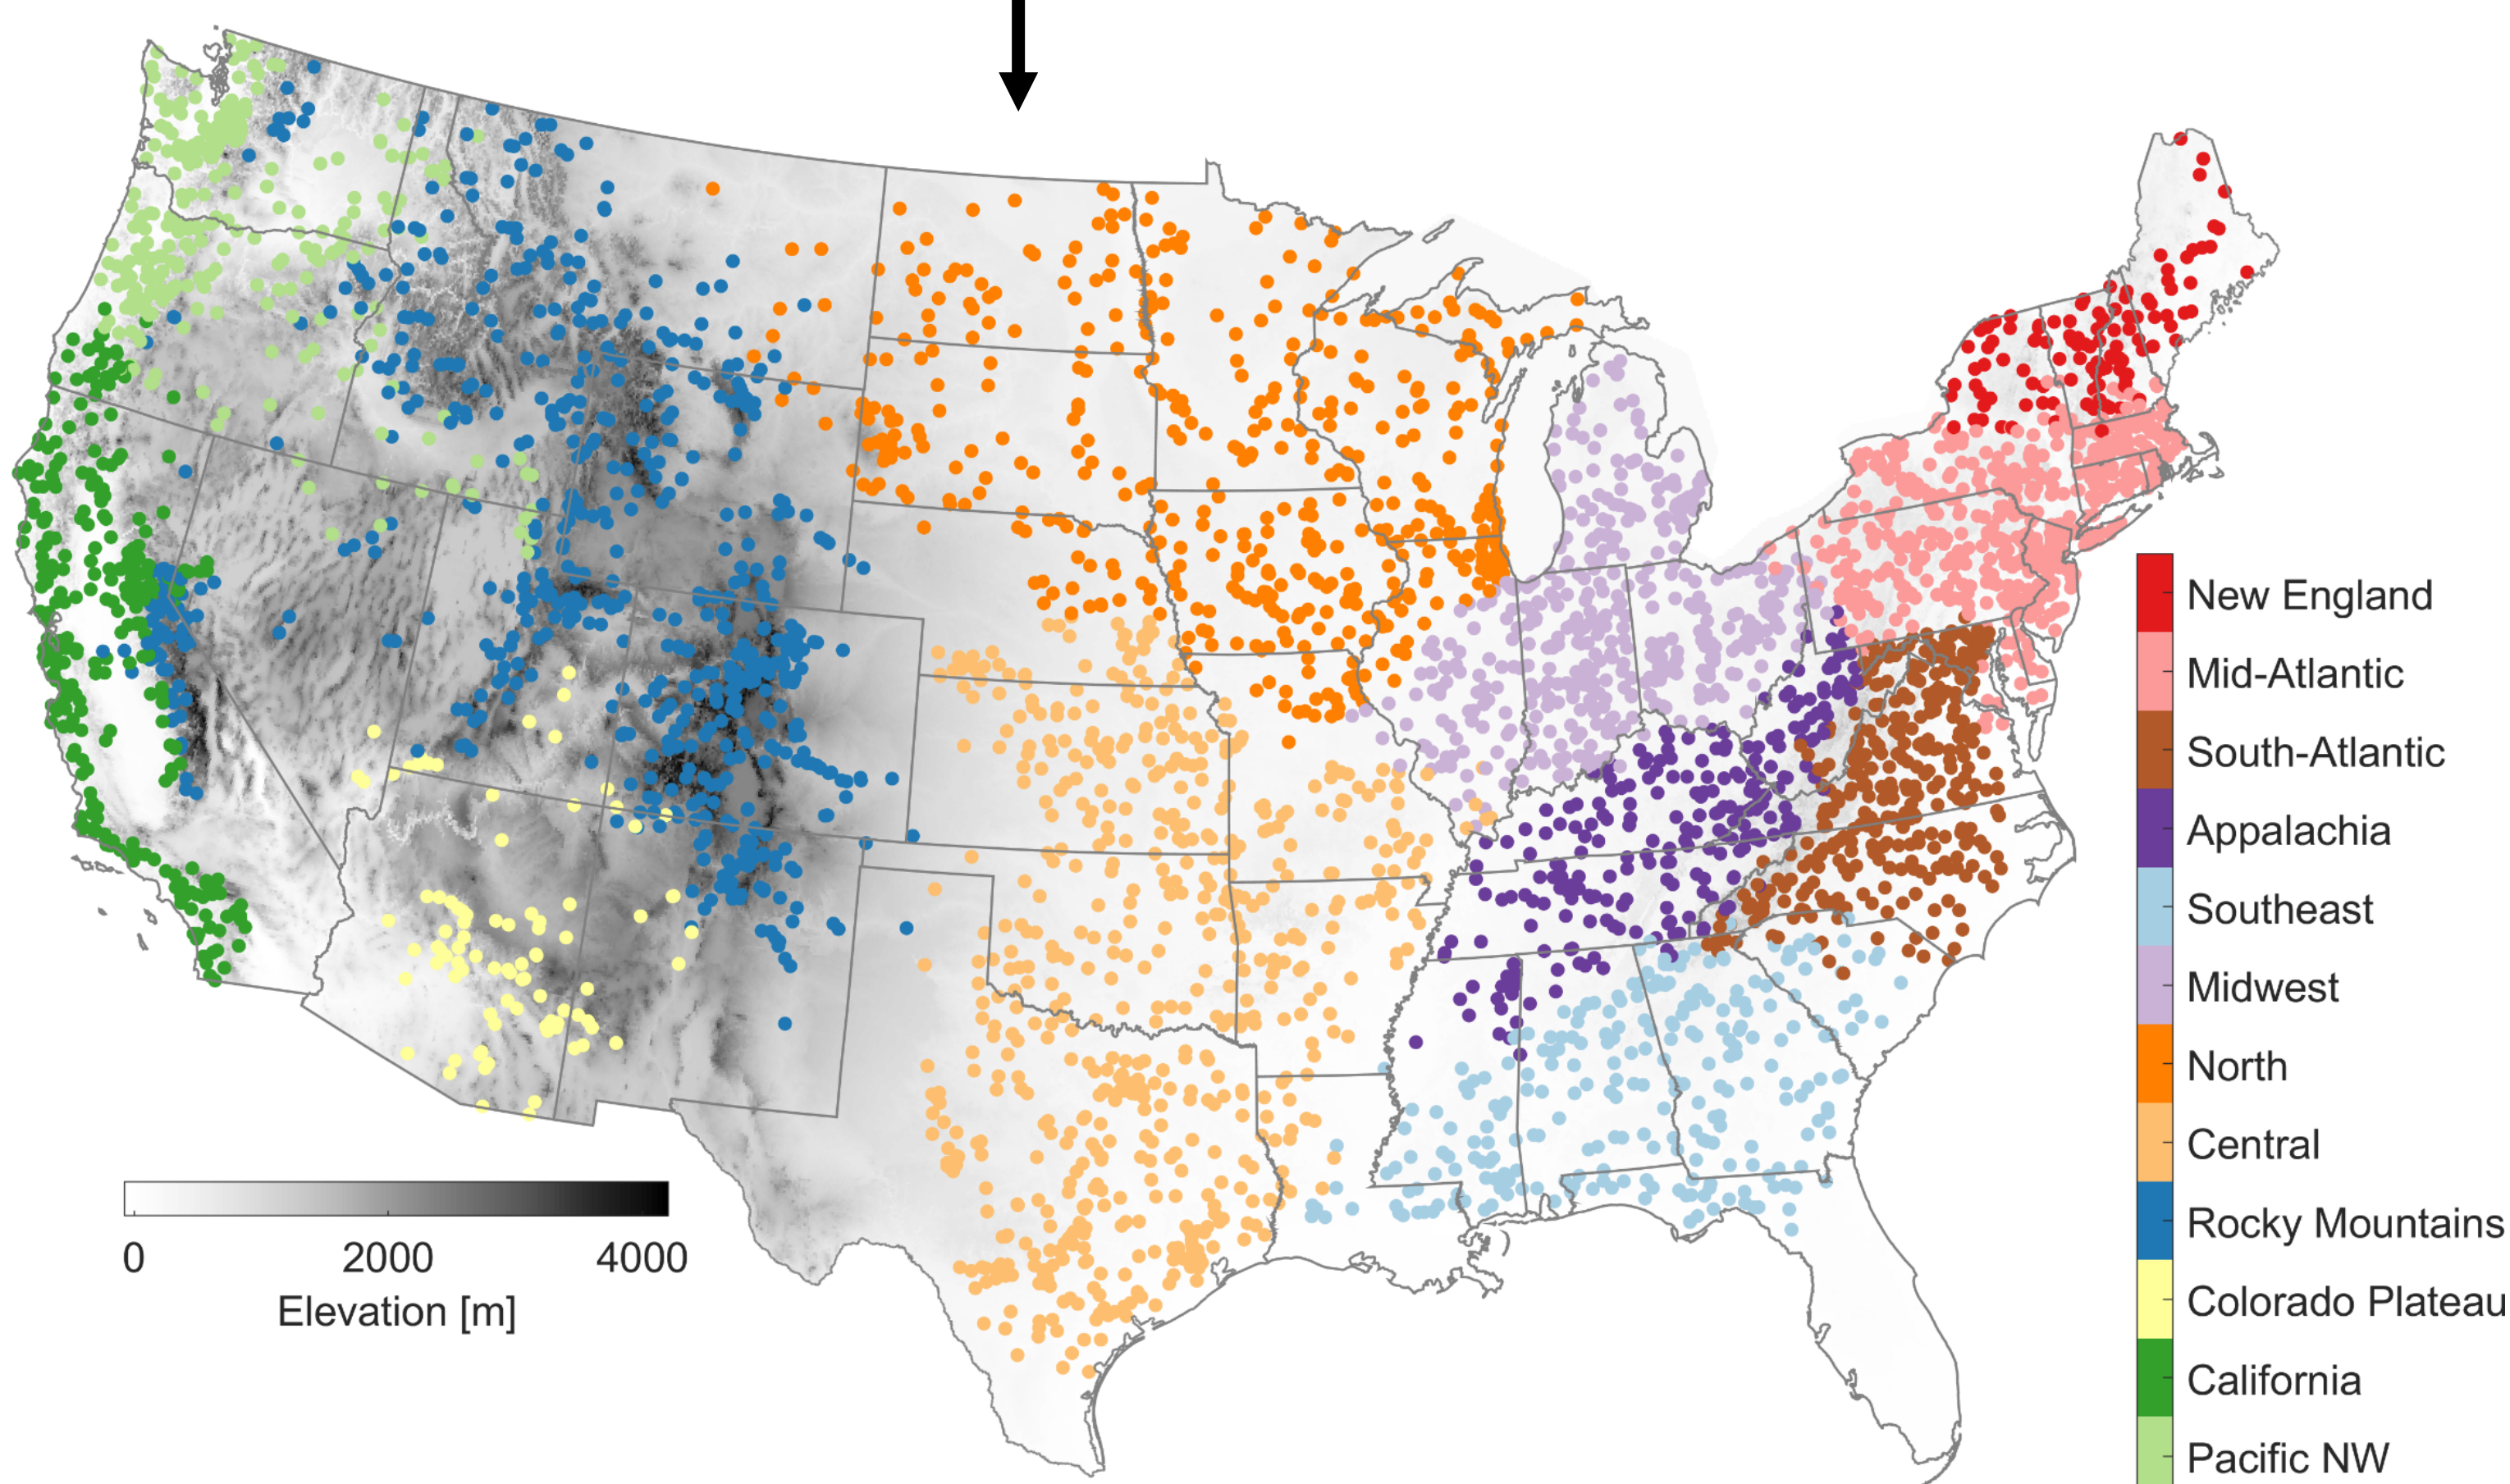 New England
Mid-Atlantic
South-Atlantic
Appalachia
Southeast
Midwest
North
Central
Rocky Mountains
Colorado Plateau
California
Pacific NW
0 2000 4000
Elevation [m]